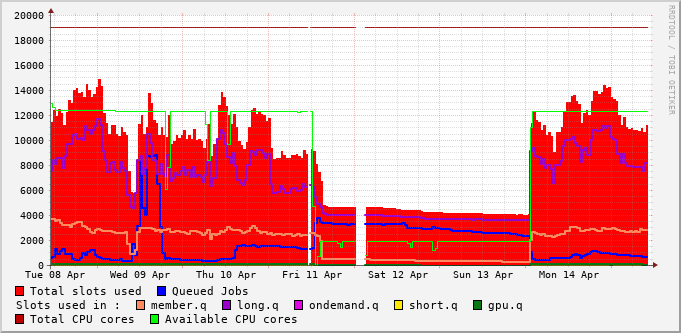 20000
18000
16000
14000
12000
10000
8000
6000
4000
2000
0
Tue 08 Apr Wed 09 Apr Thu 10 Apr Fri 11 Apr Sat 12 Apr Sun 13 Apr Mon 14 Apr
Total slots used Queued Jobs
Slots used in : member.q long.q ondemand.q short.q gpu.q
Total CPU cores Available CPU cores
RRDTOOL / TOBI OETIKER